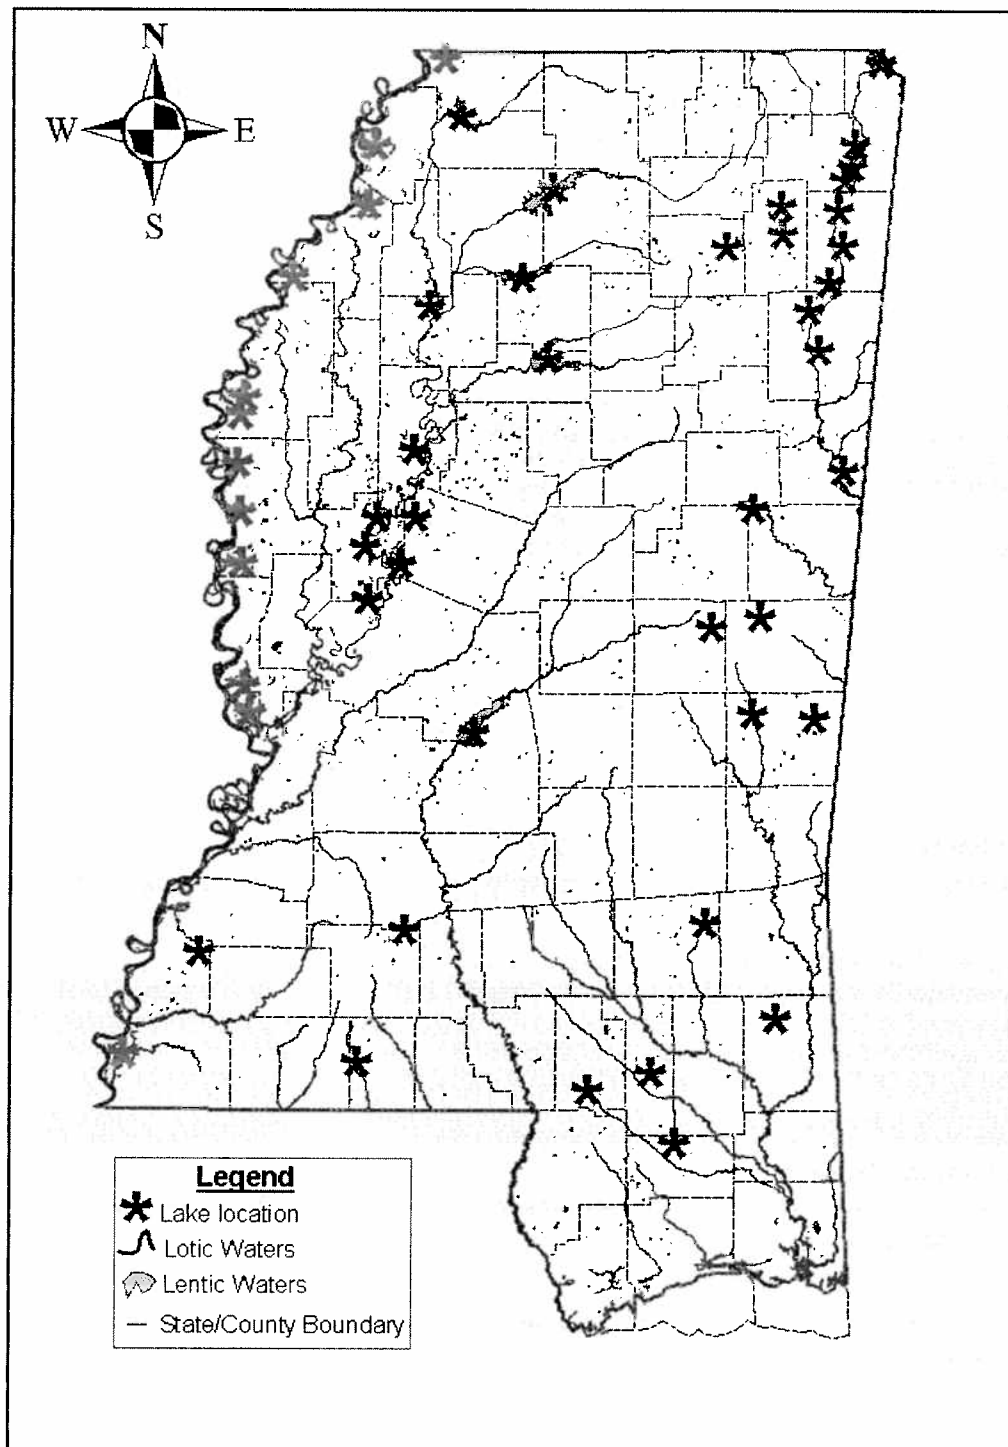 N
W E
S
Legend
Lake location
Lotic Waters
Lentic Waters
State/County Boundary